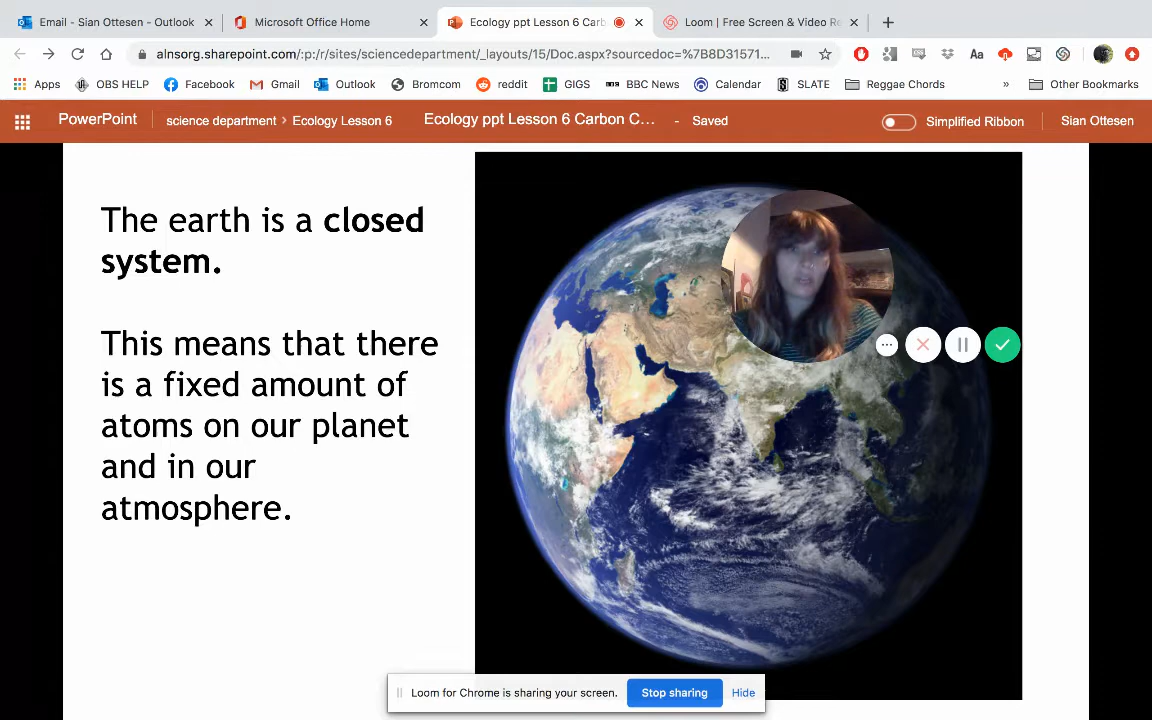 Email - Sian Ottesen - Outlook
Microsoft Office Home
Ecology ppt Lesson 6 Carb
Loom | Free Screen & Video Re
alnsorg.sharepoint.com/:p:/r/sites/sciencedepartment/_layouts/15/Doc.aspx?sourcedoc=%7B8D31571...
Aa
Apps
OBS HELP
Facebook
Gmail
Outlook
Bromcom
reddit
GIGS
BBC News
Calendar
SLATE
Reggae Chords
»
Other Bookmarks
PowerPoint
science department › Ecology Lesson 6
Ecology ppt Lesson 6 Carbon C... - Saved
Simplified Ribbon
Sian Ottesen
The earth is a closed
system.
This means that there
is a fixed amount of
atoms on our planet
and in our
atmosphere.
Loom for Chrome is sharing your screen.
Stop sharing
Hide